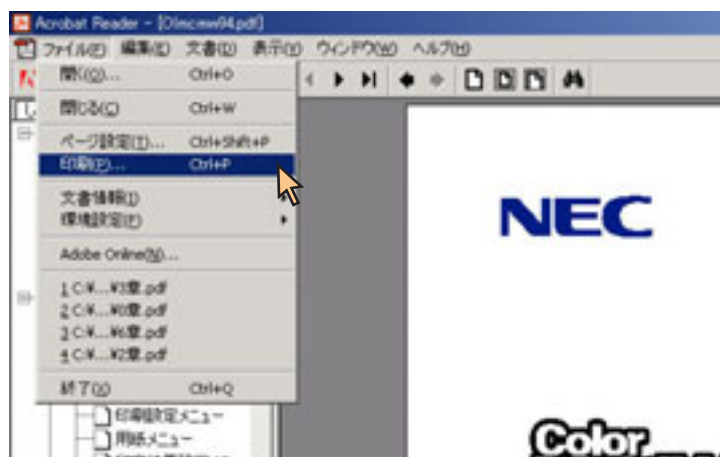 Acrobat Reader - [Olmcmw94.pdf]
ファイル(F) 編集(E) 文書(D) 表示(V) ウィンドウ(W) ヘルプ(H)
開く(O)... Ctrl+O
閉じる(C) Ctrl+W
ページ設定(T)... Ctrl+Shift+P
印刷(P)... Ctrl+P
文書情報(I)
環境設定(F)
Adobe Online(N)...
1 C:¥...¥3章.pdf
2 C:¥...¥0章.pdf
3 C:¥...¥6章.pdf
4 C:¥...¥2章.pdf
終了(X) Ctrl+Q
印刷設定メニュー
用紙メニュー
NEC
Color